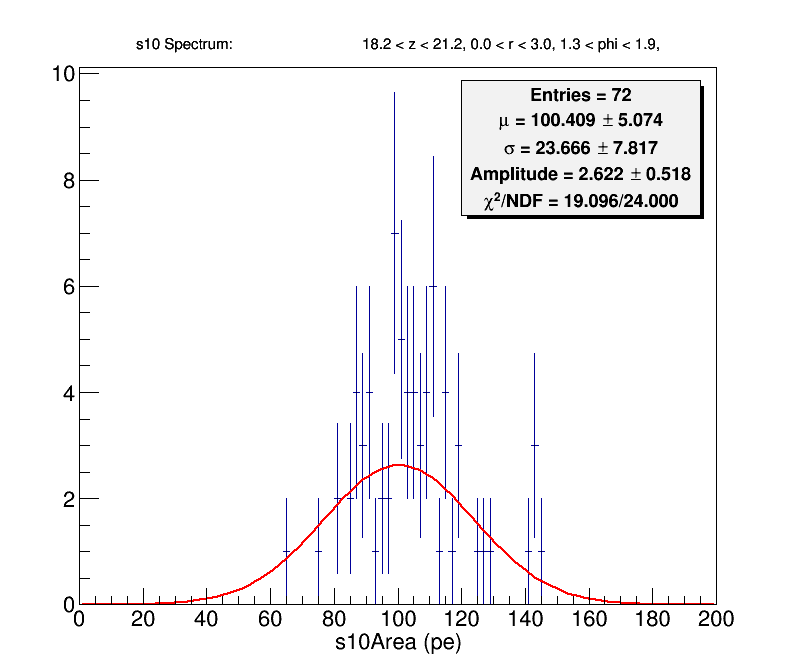 s10 Spectrum: 18.2 < z < 21.2, 0.0 < r < 3.0, 1.3 < phi < 1.9,
Entries = 72
μ = 100.409 ± 5.074
σ = 23.666 ± 7.817
Amplitude = 2.622 ± 0.518
χ²/NDF = 19.096/24.000
10
8
6
4
2
0
0 20 40 60 80 100 120 140 160 180 200
s10Area (pe)